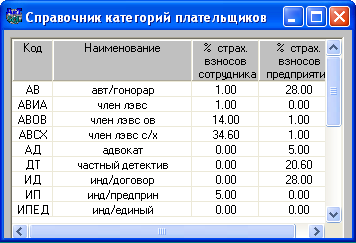 Справочник категорий плательщиков
Код Наименование % страх. взносов сотрудника % страх. взносов предприяти
АВ авт/гонорар 1.00 28.00
АВИА член лэвс 1.00 0.00
АВОВ член лэвс ов 14.00 1.00
АВСХ член лэвс с/х 34.60 1.00
АД адвокат 0.00 5.00
ДТ частный детектив 0.00 20.60
ИД инд/договор 0.00 28.00
ИП инд/предприн 5.00 0.00
ИПЕД инд/единый 0.00 0.00